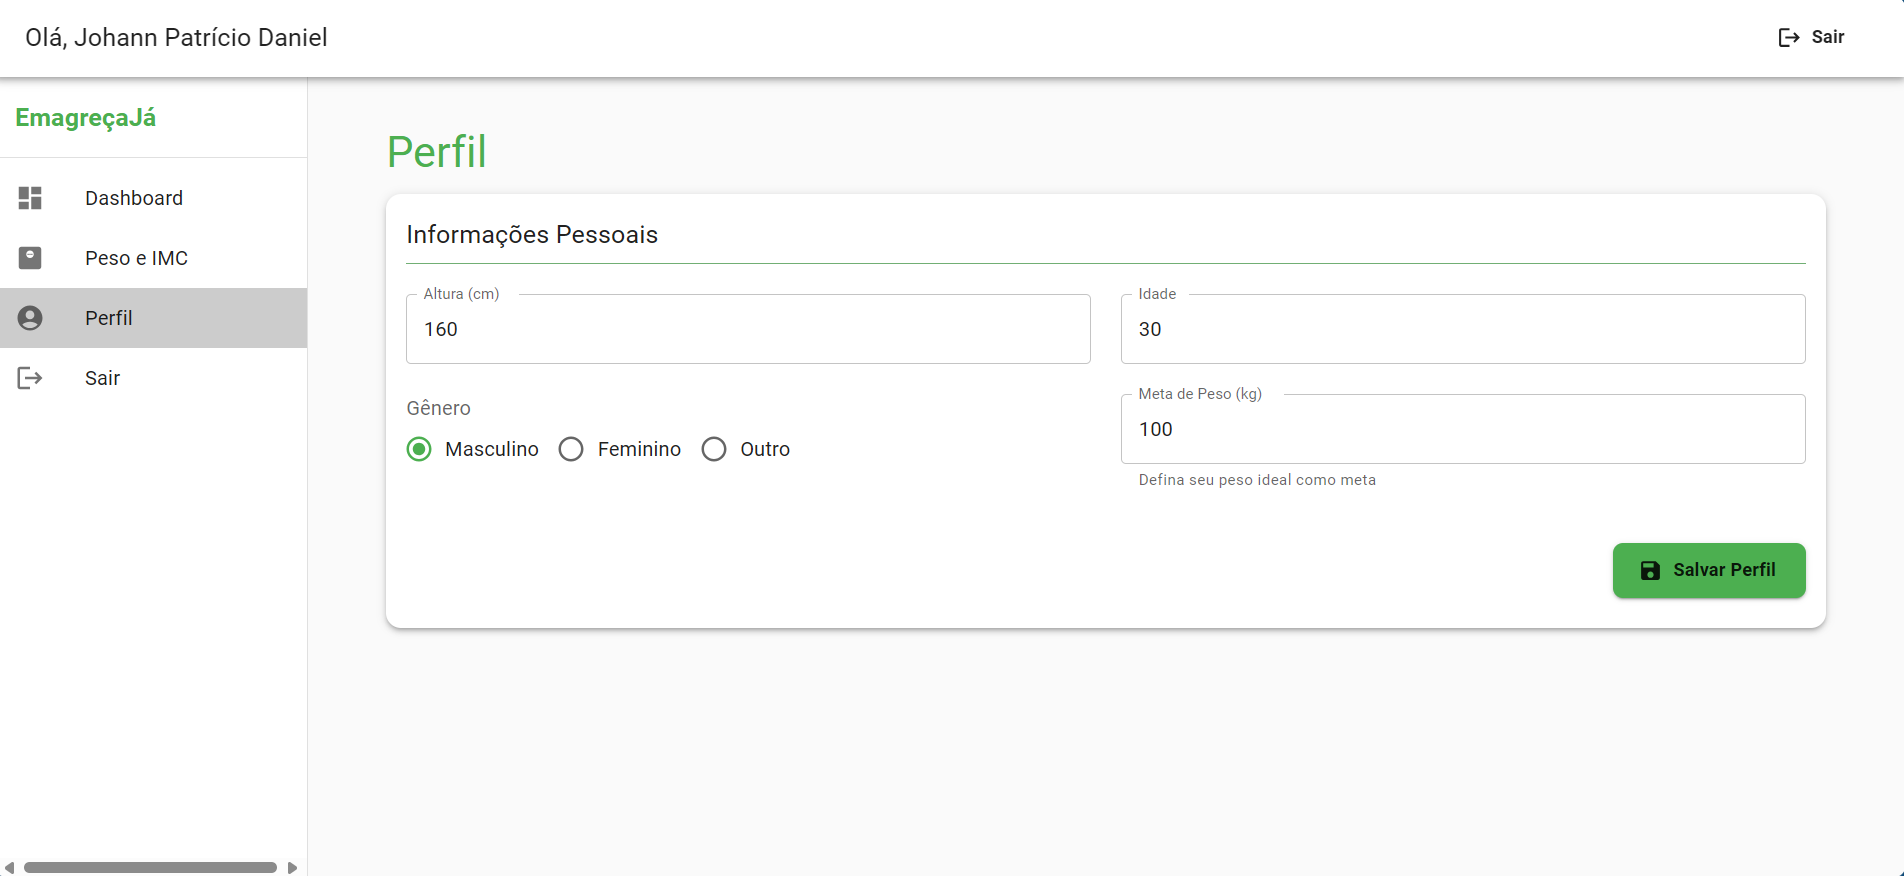 Olá, Johann Patrício Daniel
Sair
EmagreçaJá
Dashboard
Peso e IMC
Perfil
Sair
Perfil
Informações Pessoais
Altura (cm)
160
Idade
30
Gênero
Masculino Feminino Outro
Meta de Peso (kg)
100
Defina seu peso ideal como meta
Salvar Perfil